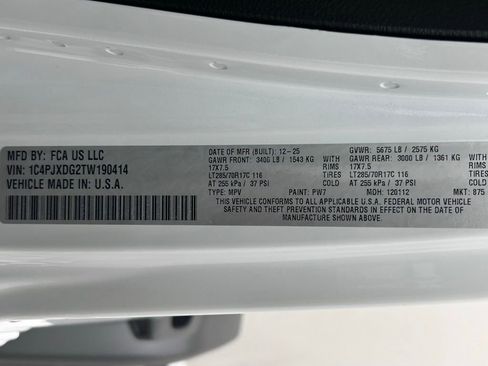 MFD BY: FCA US LLC
VIN: 1C4PJXDG2TW190414
VEHICLE MADE IN: U.S.A.
DATE OF MFR (BUILT): 12-25 GVWR: 5675 LB / 2575 KG
GAWR FRONT: 3400 LB / 1543 KG GAWR REAR: 3000 LB / 1361 KG
17X7.5 RIMS 17X7.5 RIMS
LT285/70R17C 116 TIRES LT285/70R17C 116 TIRES
AT 255 kPa / 37 PSI AT 255 kPa / 37 PSI
TYPE: MPV PAINT: PW7 MDH: 120112 MKT: 875
THIS VEHICLE CONFORMS TO ALL APPLICABLE U.S.A. FEDERAL MOTOR VEHICLE
SAFETY AND THEFT PREVENTION STANDARDS IN EFFECT ON THE DATE OF
MANUFACTURE SHOWN ABOVE.